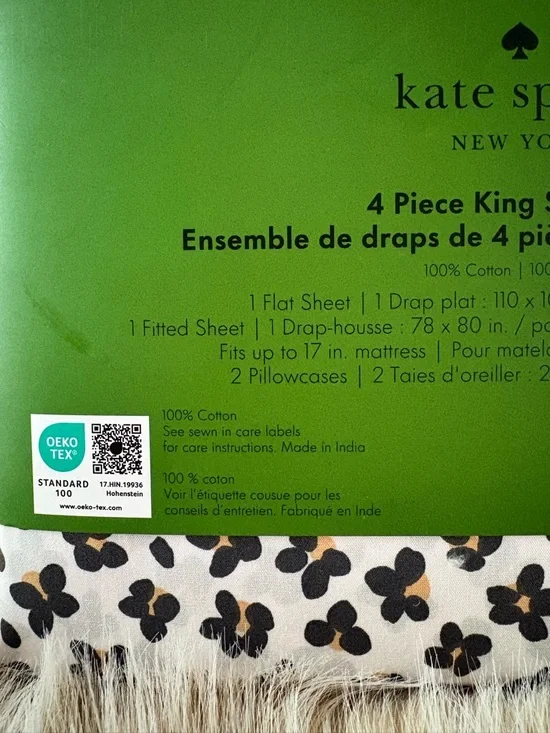 kate sp
NEW YO
4 Piece King S
Ensemble de draps de 4 piè
100% Cotton | 100
1 Flat Sheet | 1 Drap plat : 110 x 10
1 Fitted Sheet | 1 Drap-housse : 78 x 80 in. / po
Fits up to 17 in. mattress | Pour matela
2 Pillowcases | 2 Taies d'oreiller : 2
100% Cotton
See sewn in care labels
for care instructions. Made in India
100 % coton
Voir l'étiquette cousue pour les
conseils d'entretien. Fabriqué en Inde
OEKO
TEX®
STANDARD
100
17.HIN.19936
Hohenstein
www.oeko-tex.com